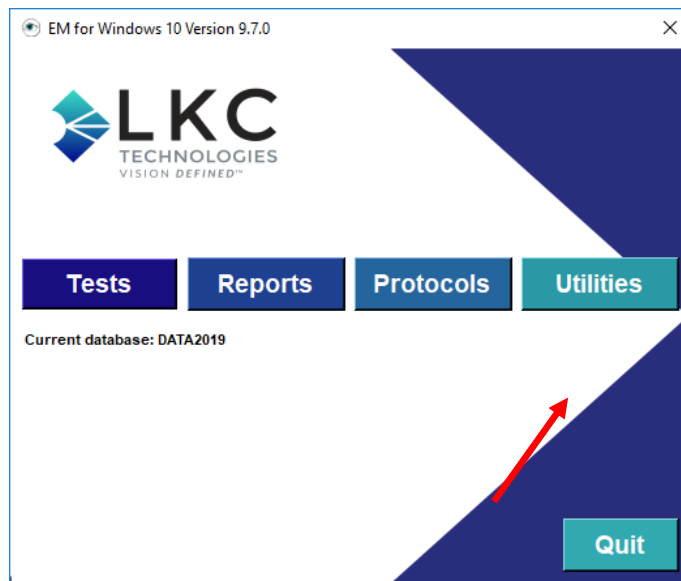 EM for Windows 10 Version 9.7.0
LKC
TECHNOLOGIES
VISION DEFINED™
Tests Reports Protocols Utilities
Current database: DATA2019
Quit